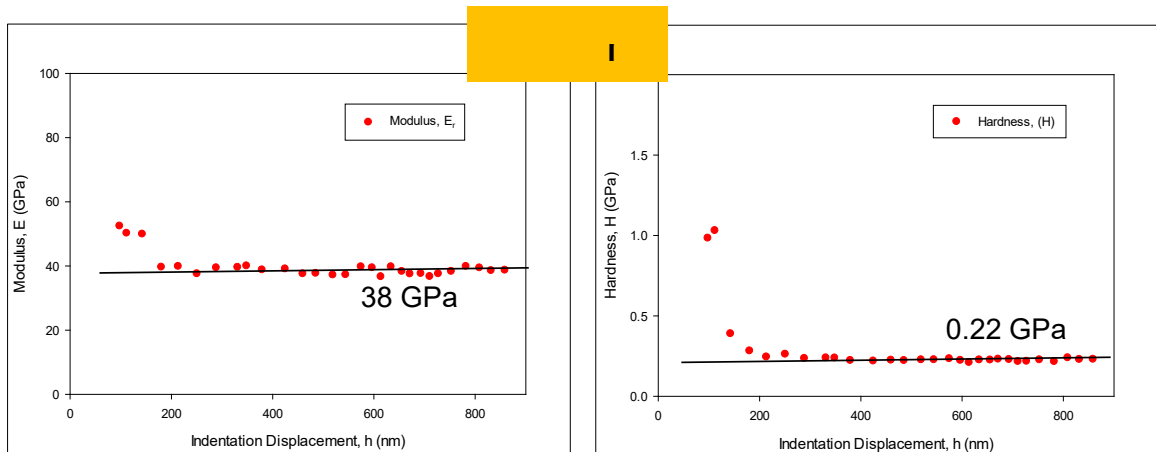 I
100
80
60
40
20
0
Modulus, E (GPa)
Modulus, Er
38 GPa
0 200 400 600 800
Indentation Displacement, h (nm)
1.5
1.0
0.5
0.0
Hardness, H (GPa)
Hardness, (H)
0.22 GPa
0 200 400 600 800
Indentation Displacement, h (nm)